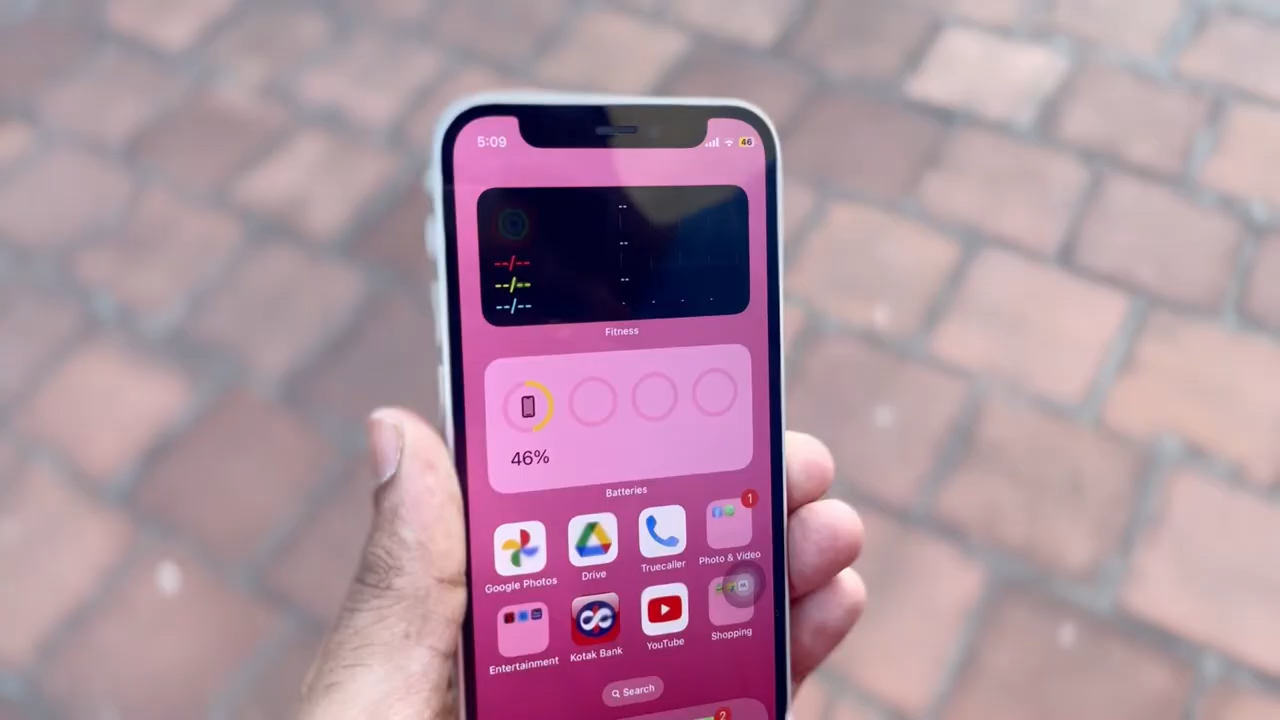 5:09
46
--
--
--/--
--/--
--
--/--
Fitness
46%
Batteries
1
Google Photos
Drive
Truecaller
Photo & Video
Entertainment
Kotak Bank
YouTube
Shopping
Search
2